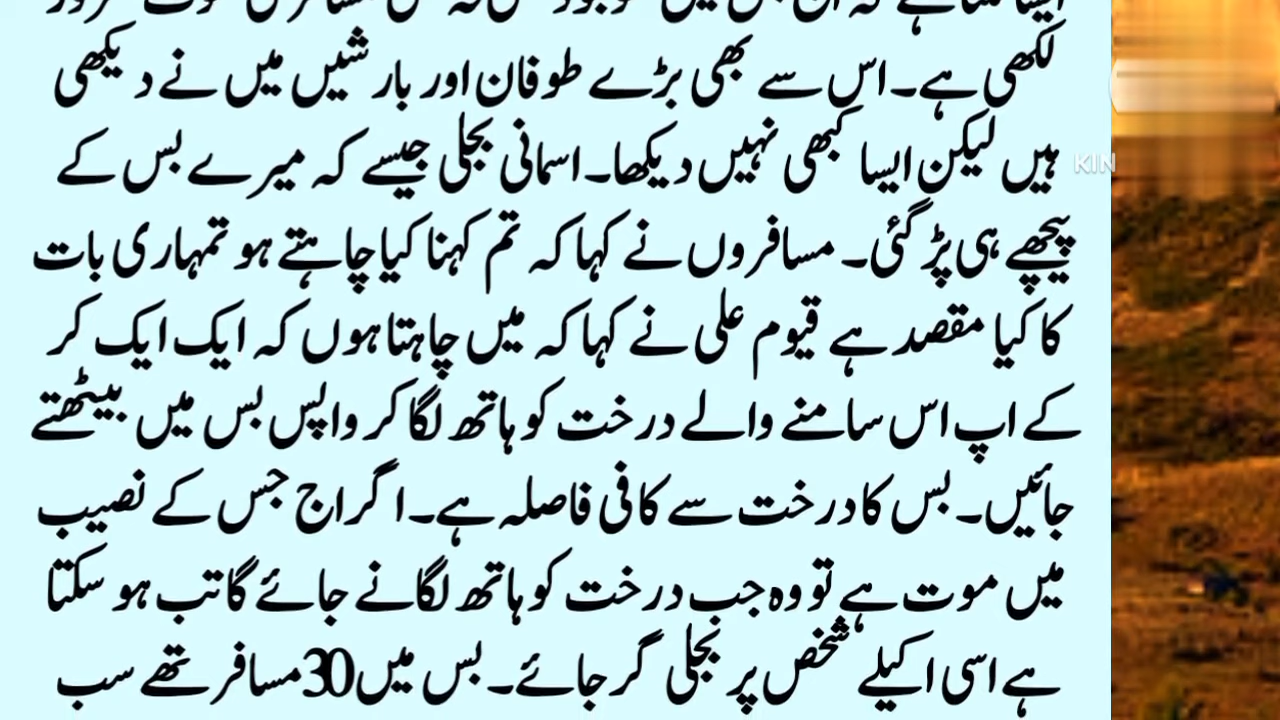 لکھی ہے۔اس سے بھی بڑے طوفان اور بارشیں میں نے دیکھی
ہیں لیکن ایسا کبھی نہیں دیکھا۔اسمانی بجلی جیسے کہ میرے بس کے
پیچھے ہی پڑ گئی۔ مسافروں نے کہا کہ تم کہنا کیا چاہتے ہو تمہاری بات
کا کیا مقصد ہے قیوم علی نے کہا کہ میں چاہتا ہوں کہ ایک ایک کر
کے اپ اس سامنے والے درخت کو ہاتھ لگا کر واپس بس میں بیٹھتے
جائیں۔ بس کا درخت سے کافی فاصلہ ہے۔اگر اج جس کے نصیب
میں موت ہے تو وہ جب درخت کو ہاتھ لگانے جائے گا تب ہو سکتا
ہے اسی اکیلے شخص پر بجلی گر جائے۔بس میں 30 مسافر تھے سب
KIN